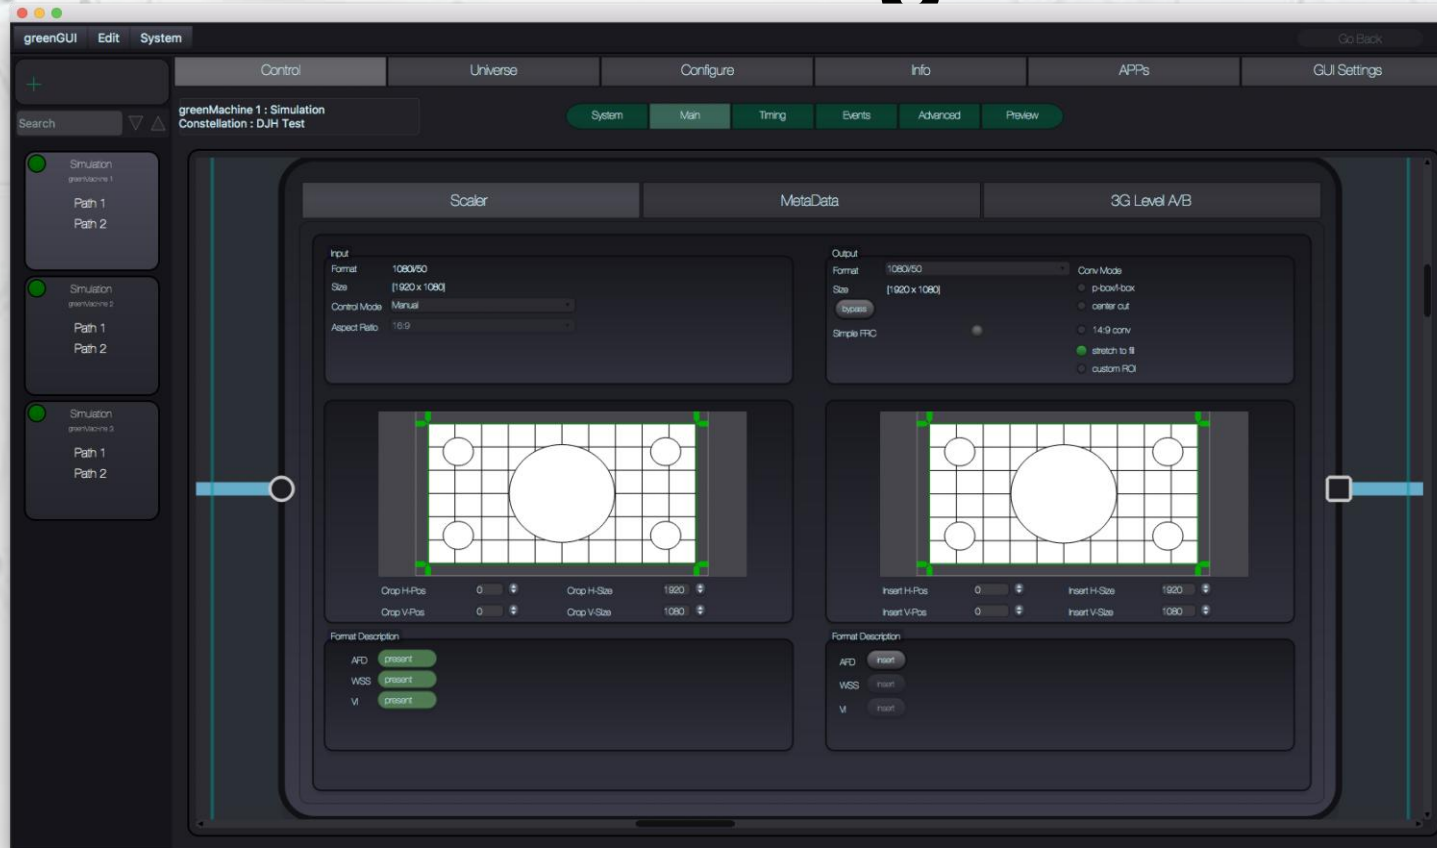 greenGUI Edit System Go Back
Control Universe Configure Info APPs GUI Settings
greenMachine 1 : Simulation
Constellation : DJH Test
System Main Timing Events Advanced Preview
Search
Simulation
greenMachine 1
Path 1
Path 2
Simulation
greenMachine 2
Path 1
Path 2
Simulation
greenMachine 3
Path 1
Path 2
Scaler MetaData 3G Level A/B
Input
Format 1080i/50
Size [1920 x 1080]
Control Mode Manual
Aspect Ratio 16:9
Output
Format 1080i/50
Size [1920 x 1080]
bypass
Simple FRC
Conv Mode
p-box/l-box
center cut
14:9 conv
stretch to fill
custom ROI
Crop H-Pos 0 Crop H-Size 1920
Crop V-Pos 0 Crop V-Size 1080
Insert H-Pos 0 Insert H-Size 1920
Insert V-Pos 0 Insert V-Size 1080
Format Description
AFD present
WSS present
VI present
Format Description
AFD insert
WSS insert
VI insert